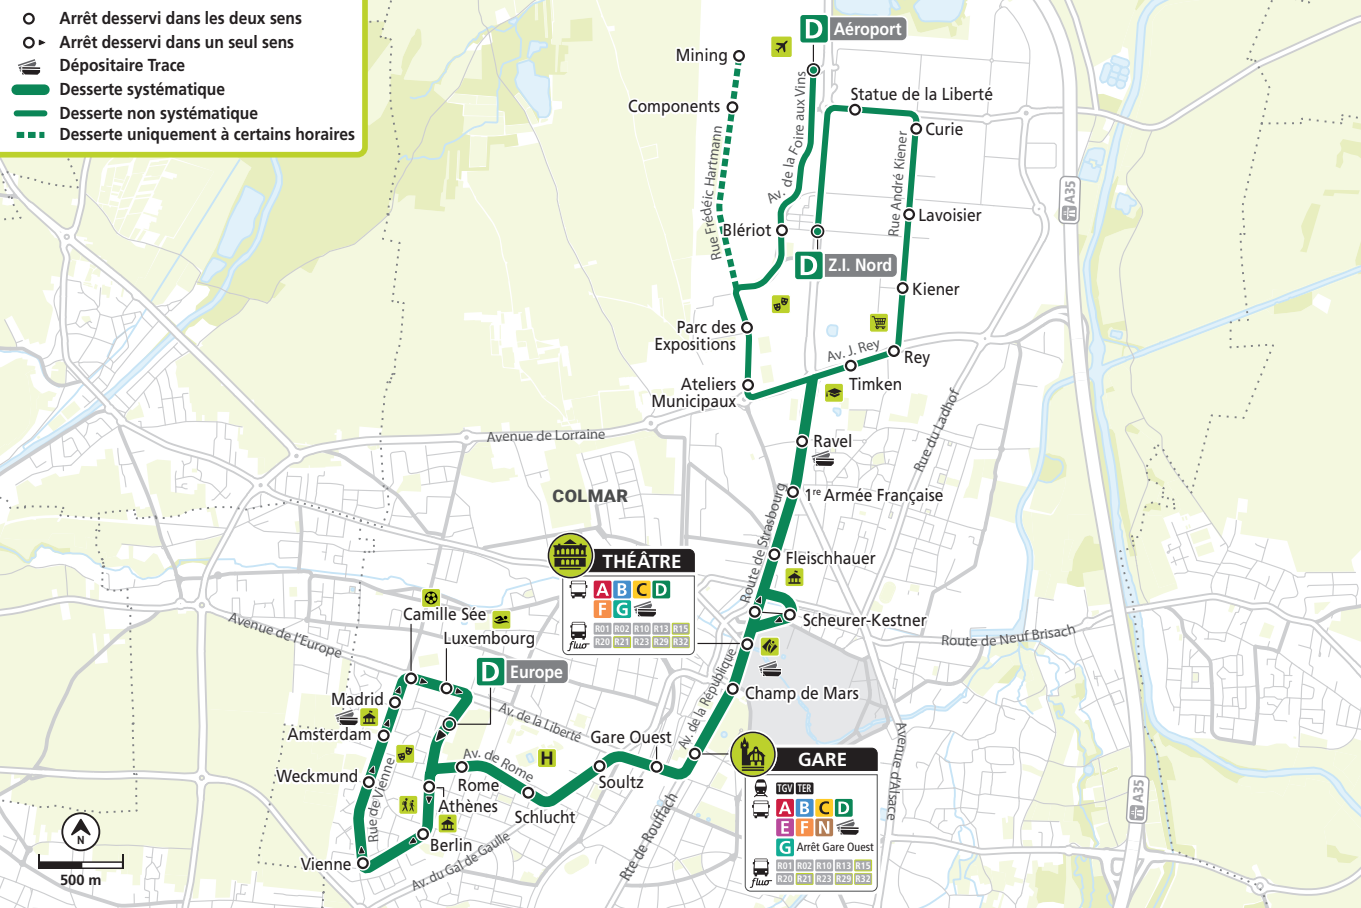 Arrêt desservi dans les deux sens
Arrêt desservi dans un seul sens
Dépositaire Trace
Desserte systématique
Desserte non systématique
Desserte uniquement à certains horaires
D Aéroport
Mining
Components
Rue Frédéic Hartmann
Av. de la Foire aux Vins
Statue de la Liberté
Curie
Rue André Kiener
Lavoisier
A35
Blériot
D Z.I. Nord
Kiener
Parc des
Expositions
Av. J. Rey
Rey
Ateliers
Municipaux
Timken
Rue du Ladhof
Avenue de Lorraine
Ravel
COLMAR
1re Armée Française
Route de Strasbourg
Fleischhauer
THÉÂTRE
A B C D
F G
fluo
R01 R02 R10 R13 R15
R20 R21 R23 R29 R32
Scheurer-Kestner
Route de Neuf Brisach
Camille Sée
Luxembourg
Avenue de l'Europe
D Europe
Madrid
Amsterdam
Av. de la Liberté
Av. de la République
Champ de Mars
Gare Ouest
Av. de Rome
H
Weckmund
Rue de Vienne
Rome
Soultz
Athènes
Schlucht
Berlin
Vienne
Av. du Gal de Gaulle
Rte de Rouffach
Avenue d'Alsace
A35
GARE
TGV TER
A B C D
E F N
G Arrêt Gare Ouest
fluo
R01 R02 R10 R13 R15
R20 R21 R23 R29 R32
N
500 m